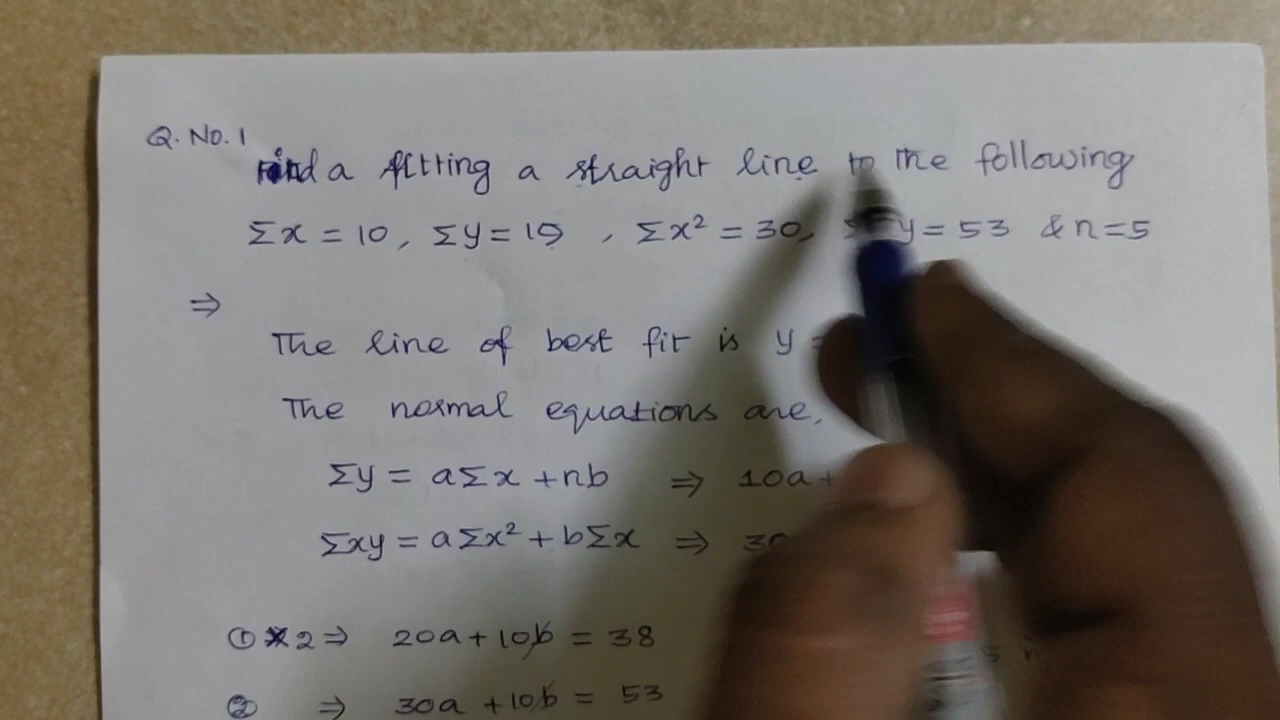 Q. No. 1
Find a fitting a straight line to the following
Σx = 10, Σy = 19 , Σx² = 30, y = 53 & n=5
⇒
The line of best fit is y =
The normal equations are,
Σy = aΣx + nb ⇒ 10a+
Σxy = aΣx² + bΣx ⇒ 30
①×2 ⇒ 20a + 10b = 38
② ⇒ 30a + 10b = 53